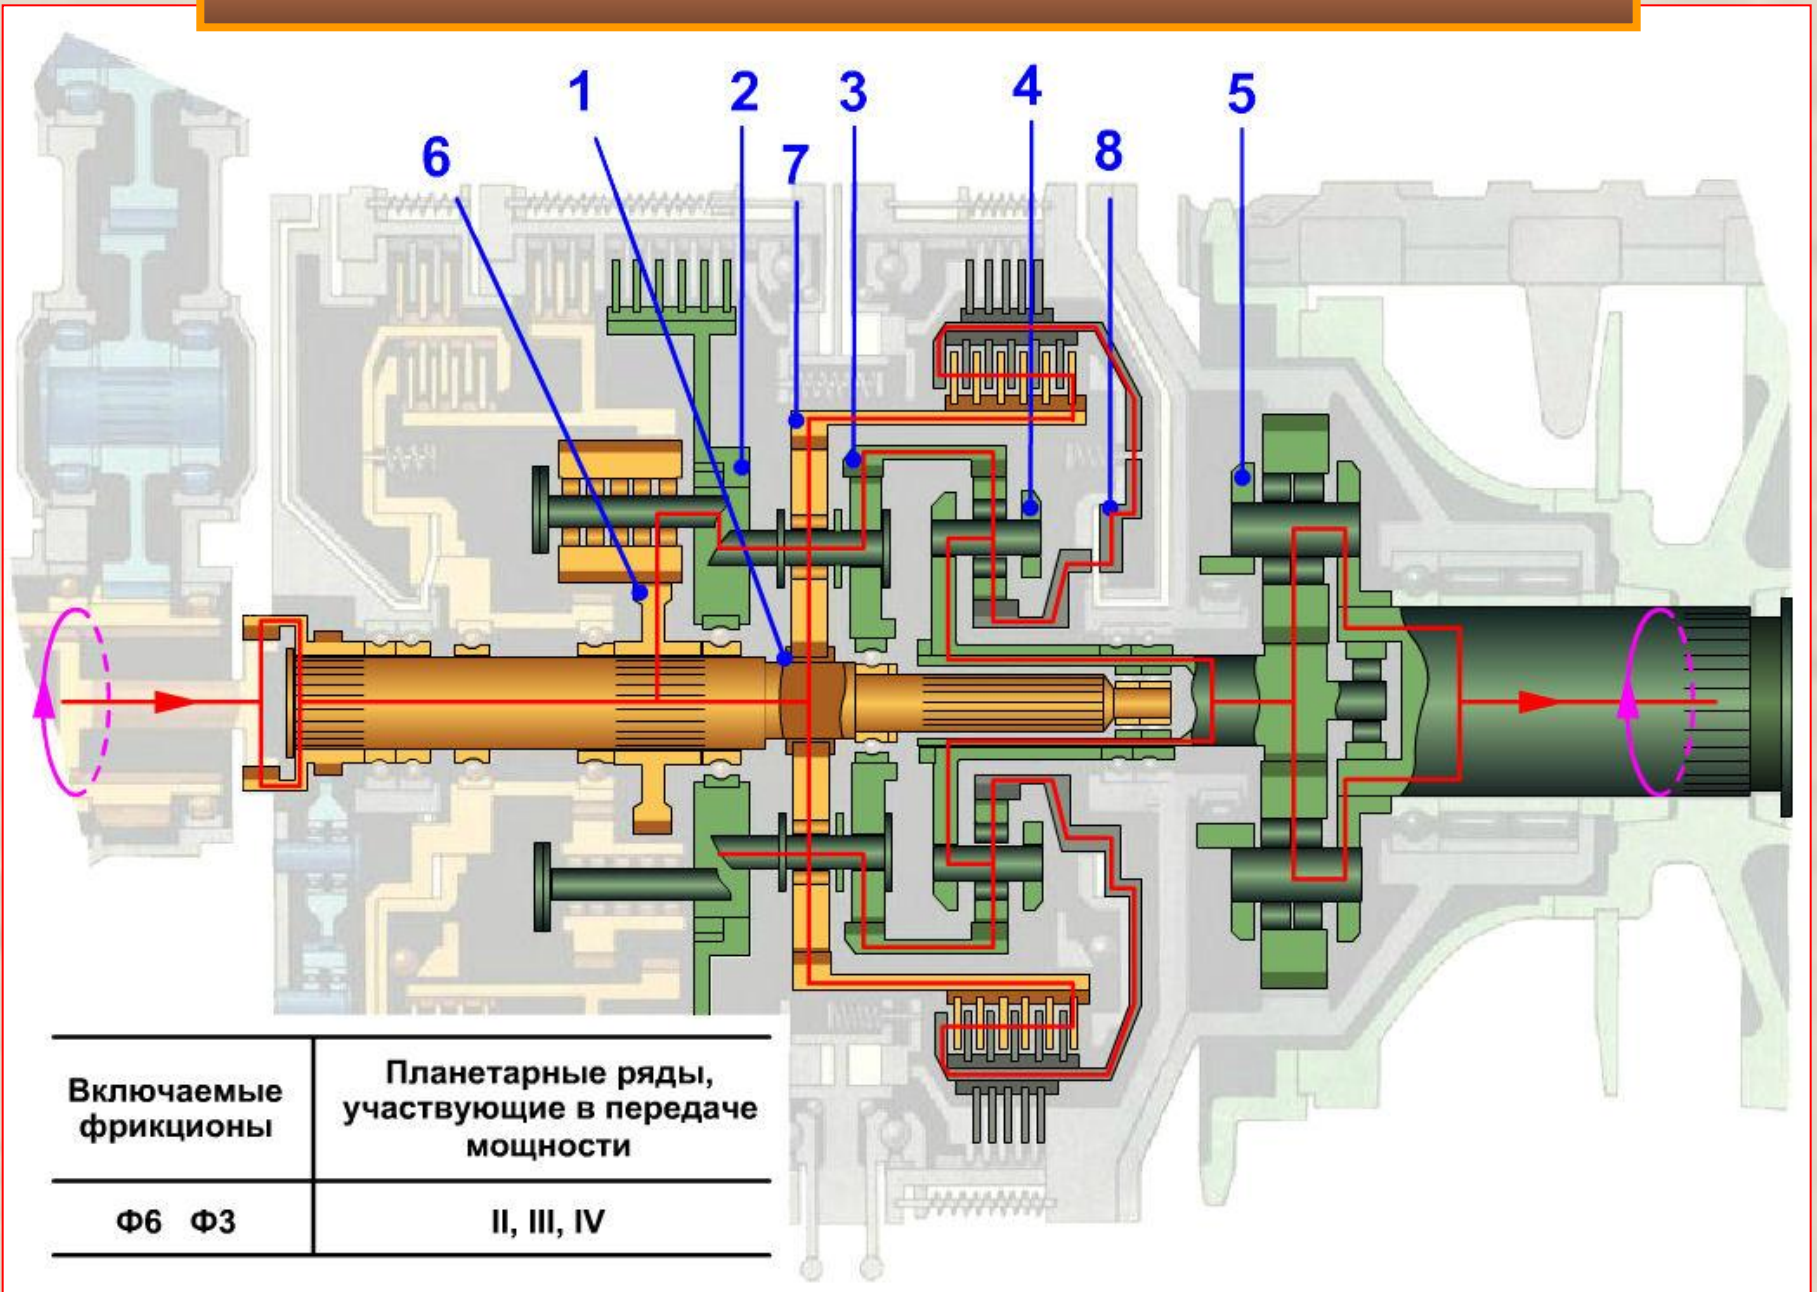 1
2
3
4
5
6
7
8
Включаемые
фрикционы
Планетарные ряды,
участвующие в передаче
мощности
Ф6 Ф3
II, III, IV